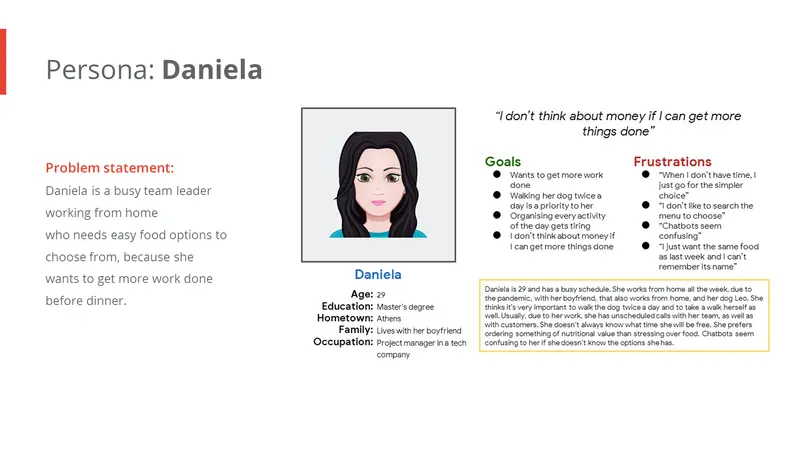 Persona: Daniela
Problem statement:
Daniela is a busy team leader
working from home
who needs easy food options to
choose from, because she
wants to get more work done
before dinner.
Daniela
Age: 29
Education: Master's degree
Hometown: Athens
Family: Lives with her boyfriend
Occupation: Project manager in a tech
company
"I don't think about money if I can get more
things done"
Goals
● Wants to get more work
done
● Walking her dog twice a
day is a priority to her
● Organising every activity
of the day gets tiring
● I don't think about money if
I can get more things done
Frustrations
● "When I don't have time, I
just go for the simpler
choice"
● "I don't like to search the
menu to choose"
● "Chatbots seem
confusing"
● "I just want the same food
as last week and I can't
remember its name"
Daniela is 29 and has a busy schedule. She works from home all the week, due to
the pandemic, with her boyfriend, that also works from home, and her dog Leo. She
thinks it's very important to walk the dog twice a day and to take a walk herself as
well. Usually, due to her work, she has unscheduled calls with her team, as well as
with customers. She doesn't always know what time she will be free. She prefers
ordering something of nutritional value than stressing over food. Chatbots seem
confusing to her if she doesn't know the options she has.